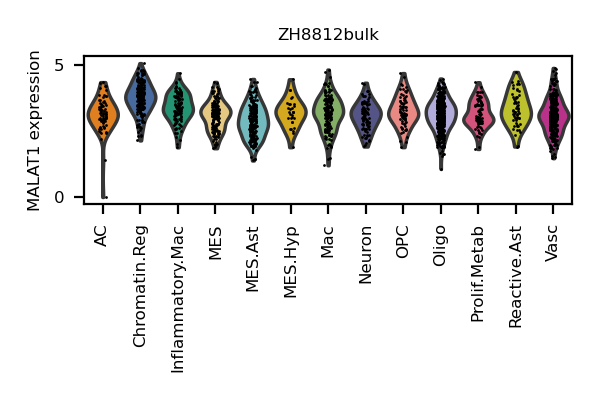 ZH8812bulk
MALAT1 expression
5
0
AC
Chromatin.Reg
Inflammatory.Mac
MES
MES.Ast
MES.Hyp
Mac
Neuron
OPC
Oligo
Prolif.Metab
Reactive.Ast
Vasc